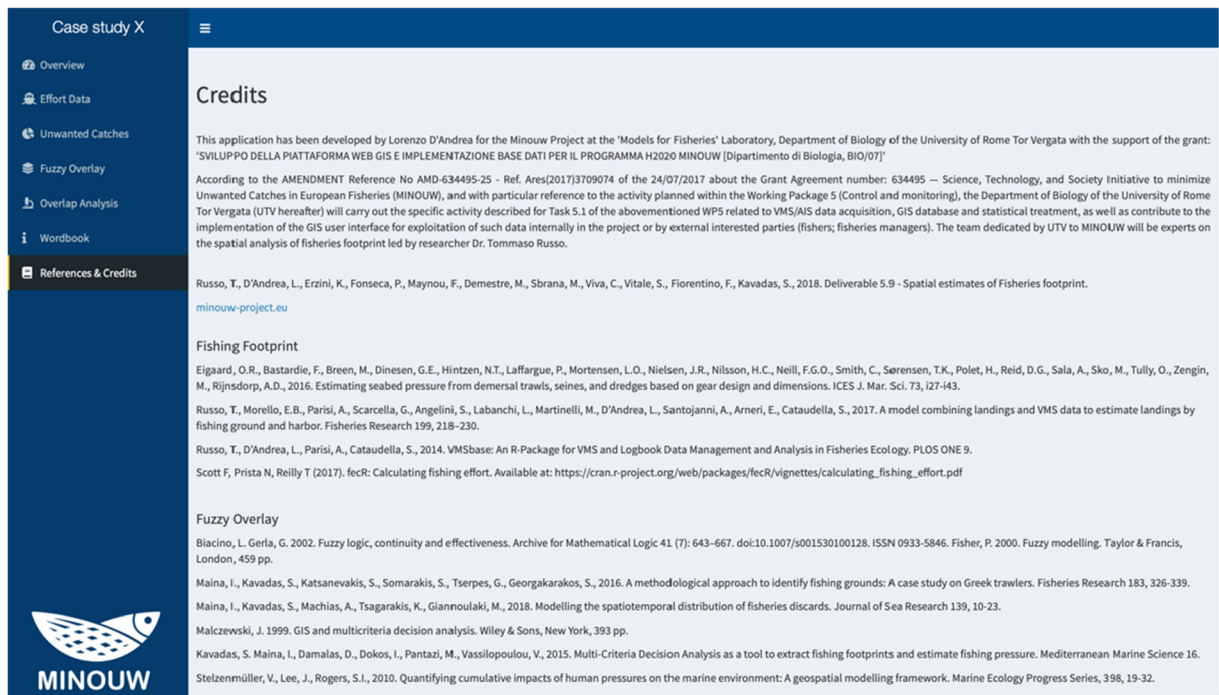 Case study X
Overview
Effort Data
Unwanted Catches
Fuzzy Overlay
Overlap Analysis
Wordbook
References & Credits
MINOUW
Credits
This application has been developed by Lorenzo D'Andrea for the Minouw Project at the 'Models for Fisheries' Laboratory, Department of Biology of the University of Rome Tor Vergata with the support of the grant:
'SVILUPPO DELLA PIATTAFORMA WEB GIS E IMPLEMENTAZIONE BASE DATI PER IL PROGRAMMA H2020 MINOUW [Dipartimento di Biologia, BIO/07]'
According to the AMENDMENT Reference No AMD-634495-25 - Ref. Ares(2017)3709074 of the 24/07/2017 about the Grant Agreement number: 634495 — Science, Technology, and Society Initiative to minimize
Unwanted Catches in European Fisheries (MINOUW), and with particular reference to the activity planned within the Working Package 5 (Control and monitoring), the Department of Biology of the University of Rome
Tor Vergata (UTV hereafter) will carry out the specific activity described for Task 5.1 of the abovementioned WP5 related to VMS/AIS data acquisition, GIS database and statistical treatment, as well as contribute to the
implementation of the GIS user interface for exploitation of such data internally in the project or by external interested parties (fishers; fisheries managers). The team dedicated by UTV to MINOUW will be experts on
the spatial analysis of fisheries footprint led by researcher Dr. Tommaso Russo.
Russo, T., D'Andrea, L., Erzini, K., Fonseca, P., Maynou, F., Demestre, M., Sbrana, M., Viva, C., Vitale, S., Fiorentino, F., Kavadas, S., 2018. Deliverable 5.9 - Spatial estimates of Fisheries footprint.
minouw-project.eu
Fishing Footprint
Eigaard, O.R., Bastardie, F., Breen, M., Dinesen, G.E., Hintzen, N.T., Laffargue, P., Mortensen, L.O., Nielsen, J.R., Nilsson, H.C., Neill, F.G.O., Smith, C., Sørensen, T.K., Polet, H., Reid, D.G., Sala, A., Sko, M., Tully, O., Zengin,
M., Rijnsdorp, A.D., 2016. Estimating seabed pressure from demersal trawls, seines, and dredges based on gear design and dimensions. ICES J. Mar. Sci. 73, i27-i43.
Russo, T., Morello, E.B., Parisi, A., Scarcella, G., Angelini, S., Labanchi, L., Martinelli, M., D'Andrea, L., Santojanni, A., Arneri, E., Cataudella, S., 2017. A model combining landings and VMS data to estimate landings by
fishing ground and harbor. Fisheries Research 199, 218–230.
Russo, T., D'Andrea, L., Parisi, A., Cataudella, S., 2014. VMSbase: An R-Package for VMS and Logbook Data Management and Analysis in Fisheries Ecology. PLOS ONE 9.
Scott F, Prista N, Reilly T (2017). fecR: Calculating fishing effort. Available at: https://cran.r-project.org/web/packages/fecR/vignettes/calculating_fishing_effort.pdf
Fuzzy Overlay
Biacino, L. Gerla, G. 2002. Fuzzy logic, continuity and effectiveness. Archive for Mathematical Logic 41 (7): 643–667. doi:10.1007/s001530100128. ISSN 0933-5846. Fisher, P. 2000. Fuzzy modelling. Taylor & Francis,
London, 459 pp.
Maina, I., Kavadas, S., Katsanevakis, S., Somarakis, S., Tserpes, G., Georgakarakos, S., 2016. A methodological approach to identify fishing grounds: A case study on Greek trawlers. Fisheries Research 183, 326-339.
Maina, I., Kavadas, S., Machias, A., Tsagarakis, K., Giannoulaki, M., 2018. Modelling the spatiotemporal distribution of fisheries discards. Journal of Sea Research 139, 10-23.
Malczewski, J. 1999. GIS and multicriteria decision analysis. Wiley & Sons, New York, 393 pp.
Kavadas, S. Maina, I., Damalas, D., Dokos, I., Pantazi, M., Vassilopoulou, V., 2015. Multi-Criteria Decision Analysis as a tool to extract fishing footprints and estimate fishing pressure. Mediterranean Marine Science 16.
Stelzenmüller, V., Lee, J., Rogers, S.I., 2010. Quantifying cumulative impacts of human pressures on the marine environment: A geospatial modelling framework. Marine Ecology Progress Series, 398, 19-32.